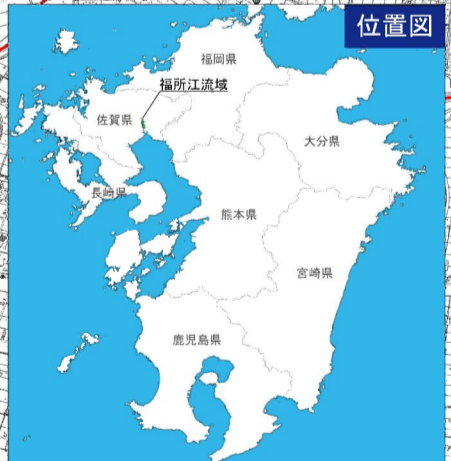 位置図
福岡県
福所江流域
佐賀県
大分県
長崎県
熊本県
宮崎県
鹿児島県